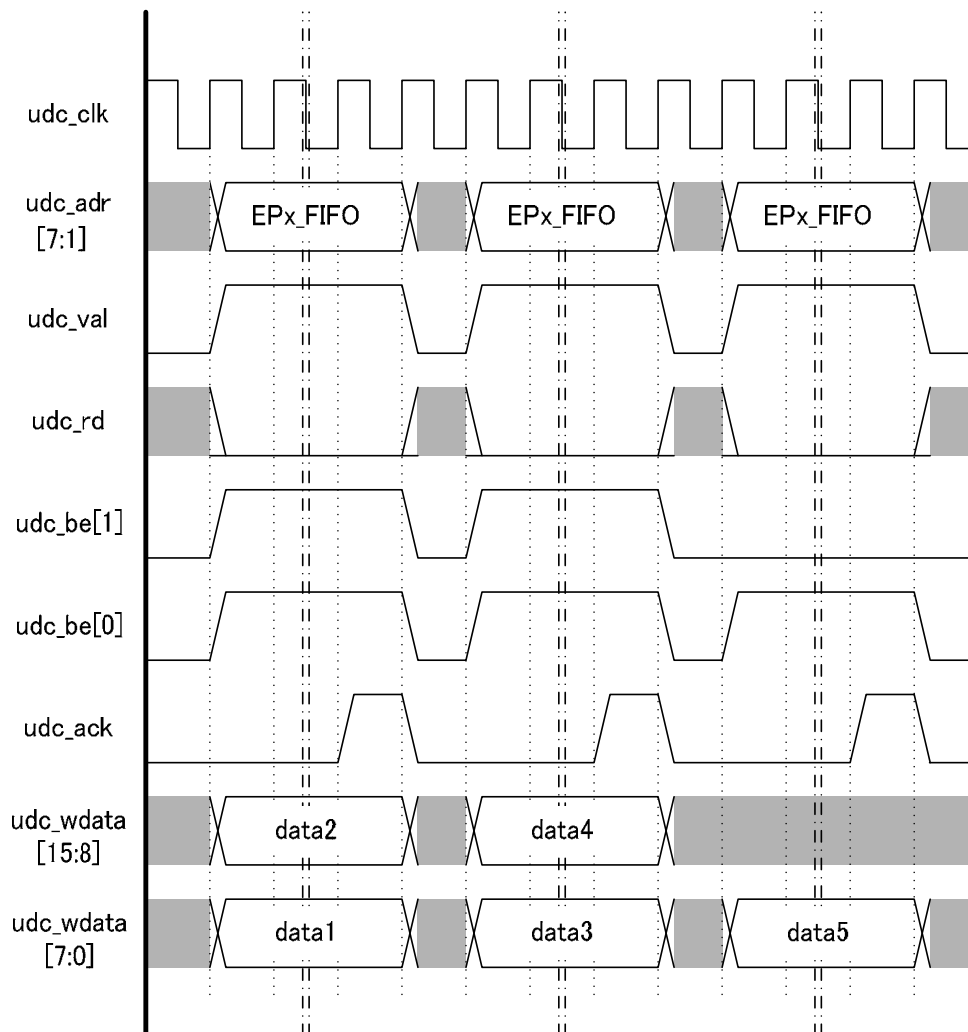 udc_clk
udc_adr
[7:1]
EPx_FIFO
EPx_FIFO
EPx_FIFO
udc_val
udc_rd
udc_be[1]
udc_be[0]
udc_ack
udc_wdata
[15:8]
data2
data4
udc_wdata
[7:0]
data1
data3
data5